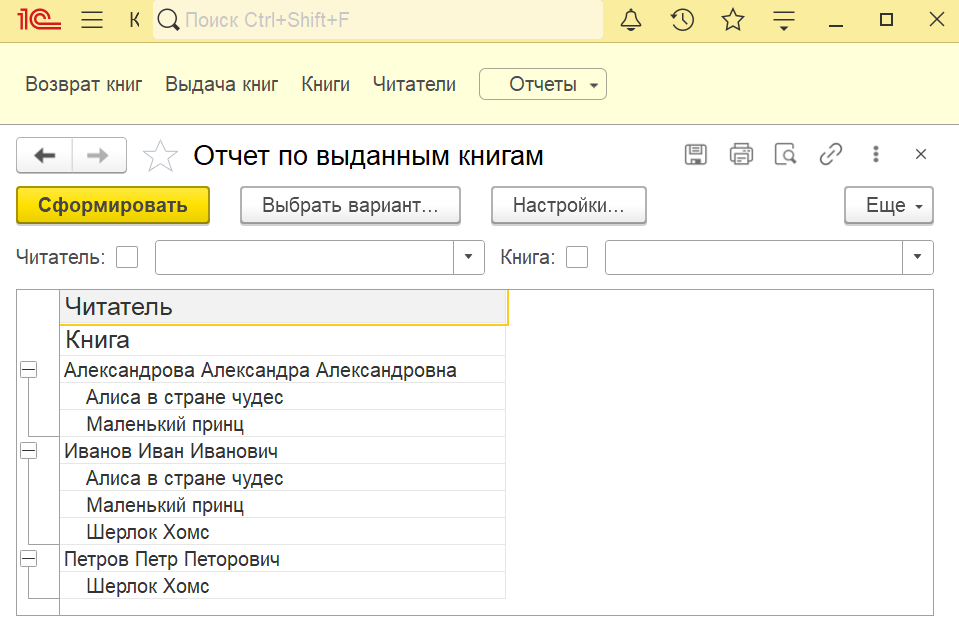 1С К Поиск Ctrl+Shift+F
Возврат книг Выдача книг Книги Читатели Отчеты
Отчет по выданным книгам
Сформировать Выбрать вариант... Настройки... Еще
Читатель: Книга:
Читатель
Книга
Александрова Александра Александровна
Алиса в стране чудес
Маленький принц
Иванов Иван Иванович
Алиса в стране чудес
Маленький принц
Шерлок Хомс
Петров Петр Петорович
Шерлок Хомс